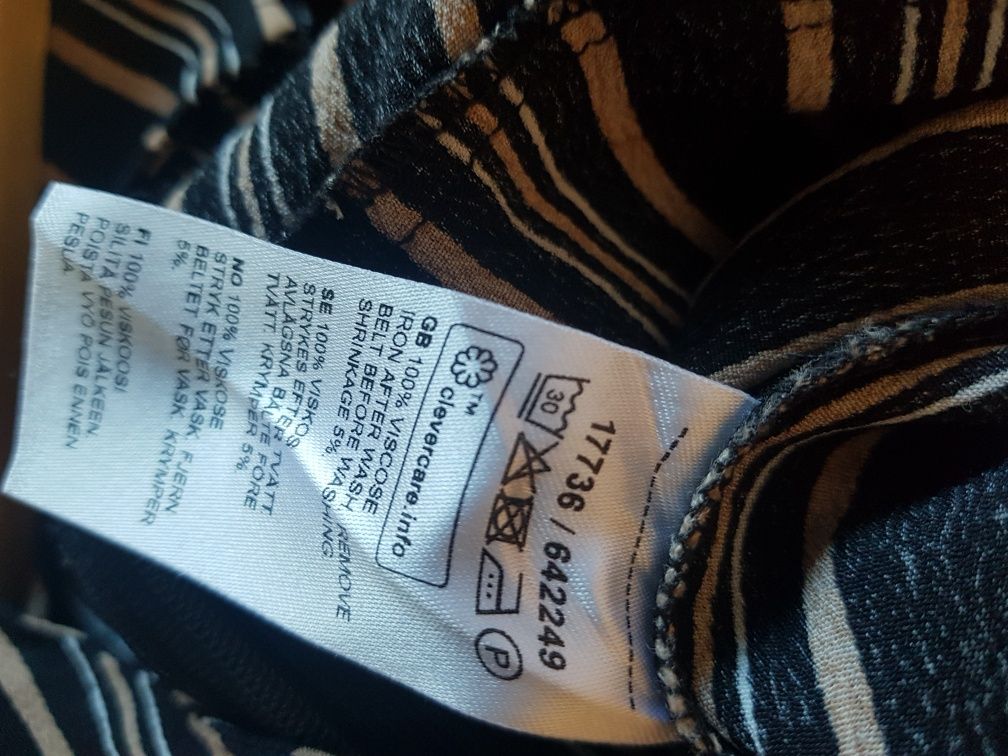 17736 / 642249
30
P
clevercare.info
TM
GB 100% VISCOSE
IRON AFTER WASH REMOVE
BELT BEFORE WASHING
SHRINKAGE 5%.
SE 100% VISKOS
STRYKES EFTER TVÄTT
AVLÄGSNA BÄLTE FÖRE
TVÄTT. KRYMPER 5%
NO 100% VISKOSE
STRYK ETTER VASK FJERN
BELTET FØR VASK KRYMPER
5%.
FI 100% VISKOOSI
SILITÄ PESUN JÄLKEEN.
POISTA VYÖ POIS ENNEN
PESUA